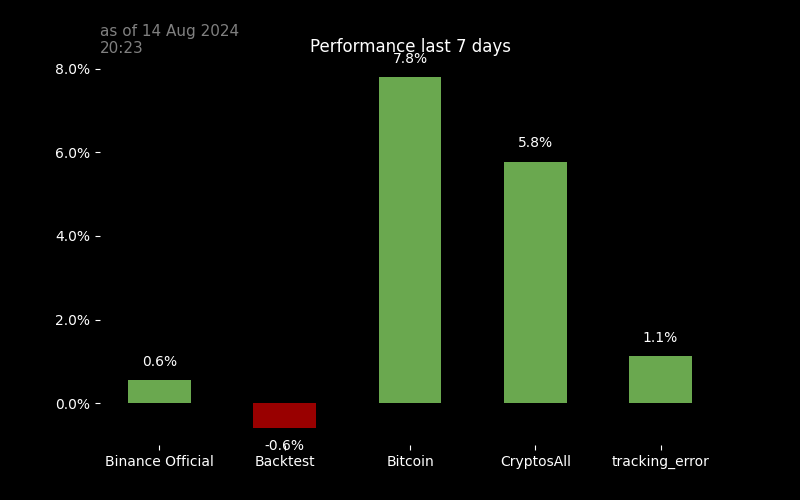 as of 14 Aug 2024
20:23
Performance last 7 days
8.0%
7.8%
6.0%
5.8%
4.0%
2.0%
1.1%
0.6%
0.0%
-0.6%
Binance Official
Backtest
Bitcoin
CryptosAll
tracking_error